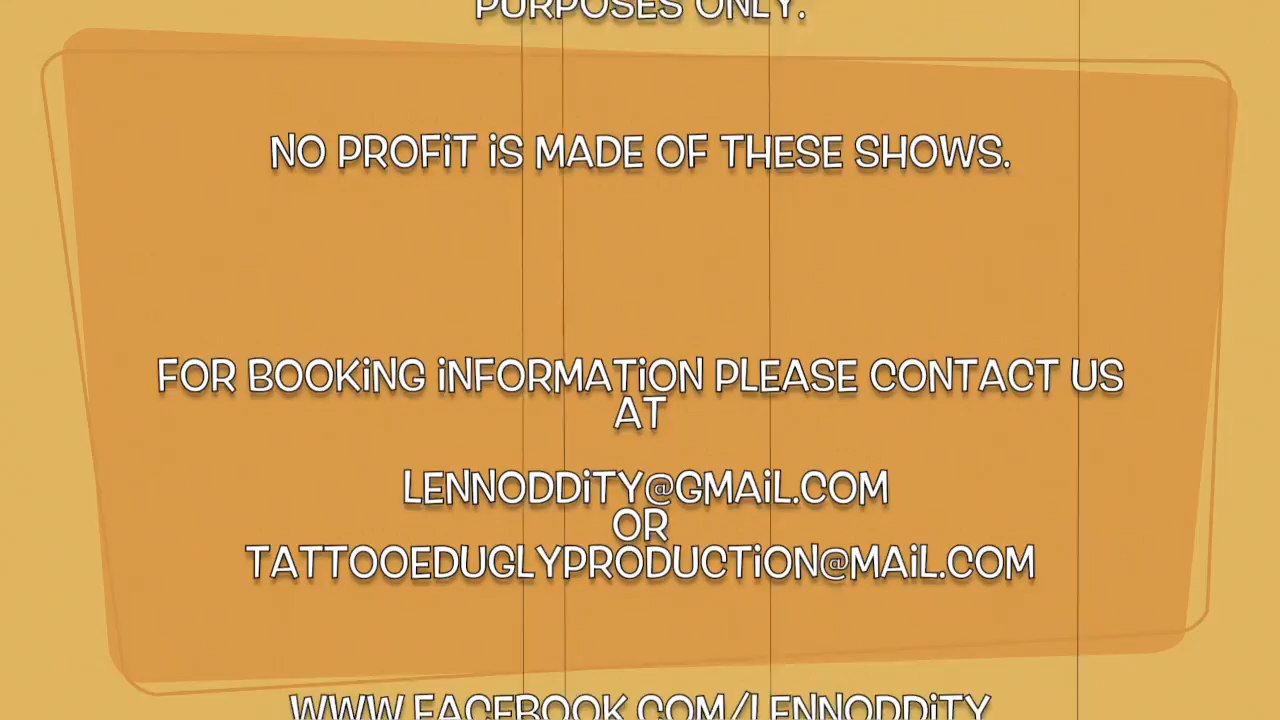 PURPOSES ONLY.
NO PROFiT iS MADE OF THESE SHOWS.
FOR BOOKiNG iNFORMATiON PLEASE CONTACT US
AT
LENNODDiTY@GMAiL.COM
OR
TATTOOEDUGLYPRODUCTiON@MAiL.COM
WWW.FACEBOOK.COM/LENNODDiTY